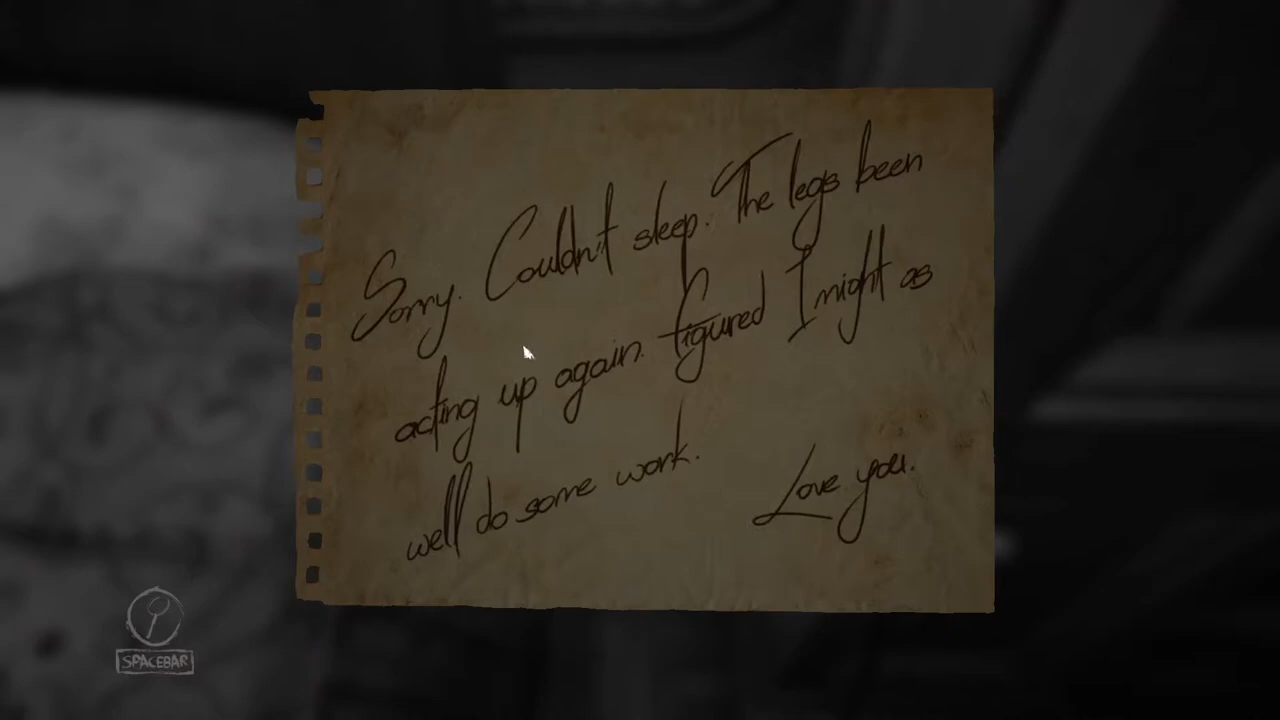 Sorry. Couldn't sleep. The legs been
acting up again. figured I might as
well do some work.
Love you.
SPACEBAR